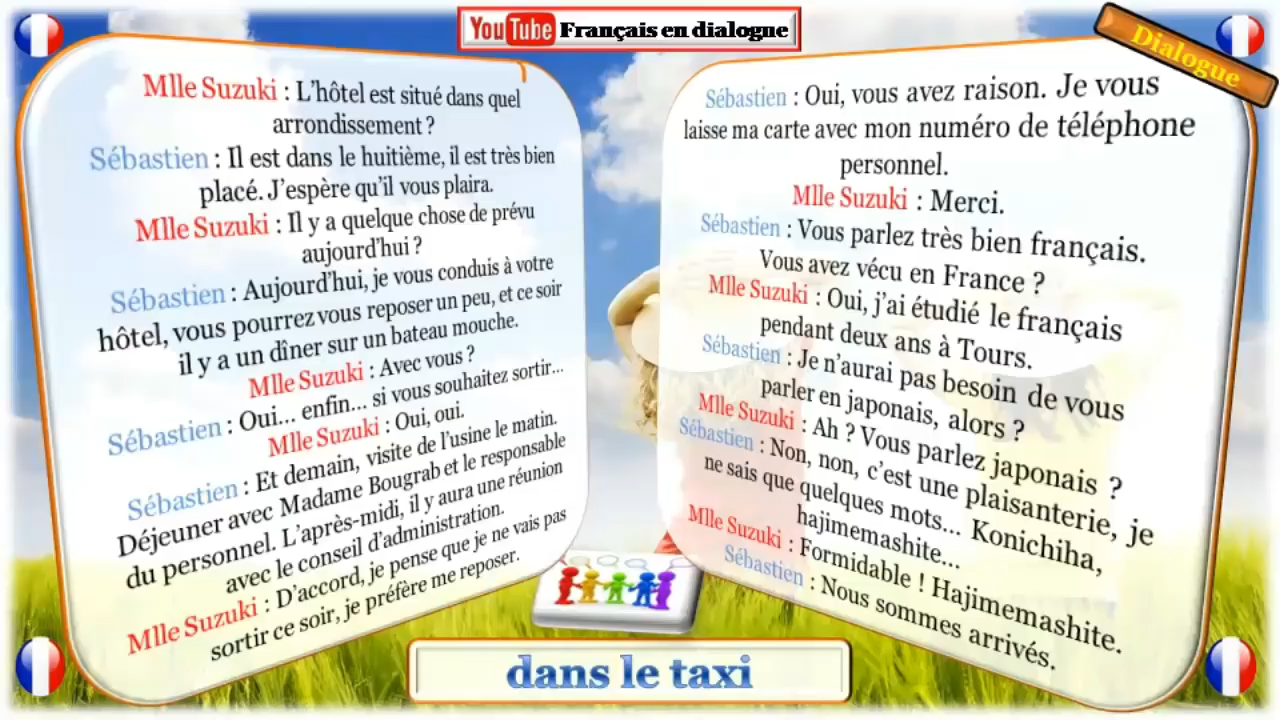 YouTube Français en dialogue
Dialogue
Mlle Suzuki : L'hôtel est situé dans quel
arrondissement ?
Sébastien : Il est dans le huitième, il est très bien
placé. J'espère qu'il vous plaira.
Mlle Suzuki : Il y a quelque chose de prévu
aujourd'hui ?
Sébastien : Aujourd'hui, je vous conduis à votre
hôtel, vous pourrez vous reposer un peu, et ce soir
il y a un dîner sur un bateau mouche.
Mlle Suzuki : Avec vous ?
Sébastien : Oui... enfin... si vous souhaitez sortir...
Mlle Suzuki : Oui, oui.
Sébastien : Et demain, visite de l'usine le matin.
Déjeuner avec Madame Bougrab et le responsable
du personnel. L'après-midi, il y aura une réunion
avec le conseil d'administration.
Mlle Suzuki : D'accord, je pense que je ne vais pas
sortir ce soir, je préfère me reposer.
Sébastien : Oui, vous avez raison. Je vous
laisse ma carte avec mon numéro de téléphone
personnel.
Mlle Suzuki : Merci.
Sébastien : Vous parlez très bien français.
Vous avez vécu en France ?
Mlle Suzuki : Oui, j'ai étudié le français
pendant deux ans à Tours.
Sébastien : Je n'aurai pas besoin de vous
parler en japonais, alors ?
Mlle Suzuki : Ah ? Vous parlez japonais ?
Sébastien : Non, non, c'est une plaisanterie, je
ne sais que quelques mots... Konichiha,
hajimemashite...
Mlle Suzuki : Formidable ! Hajimemashite.
Sébastien : Nous sommes arrivés.
dans le taxi